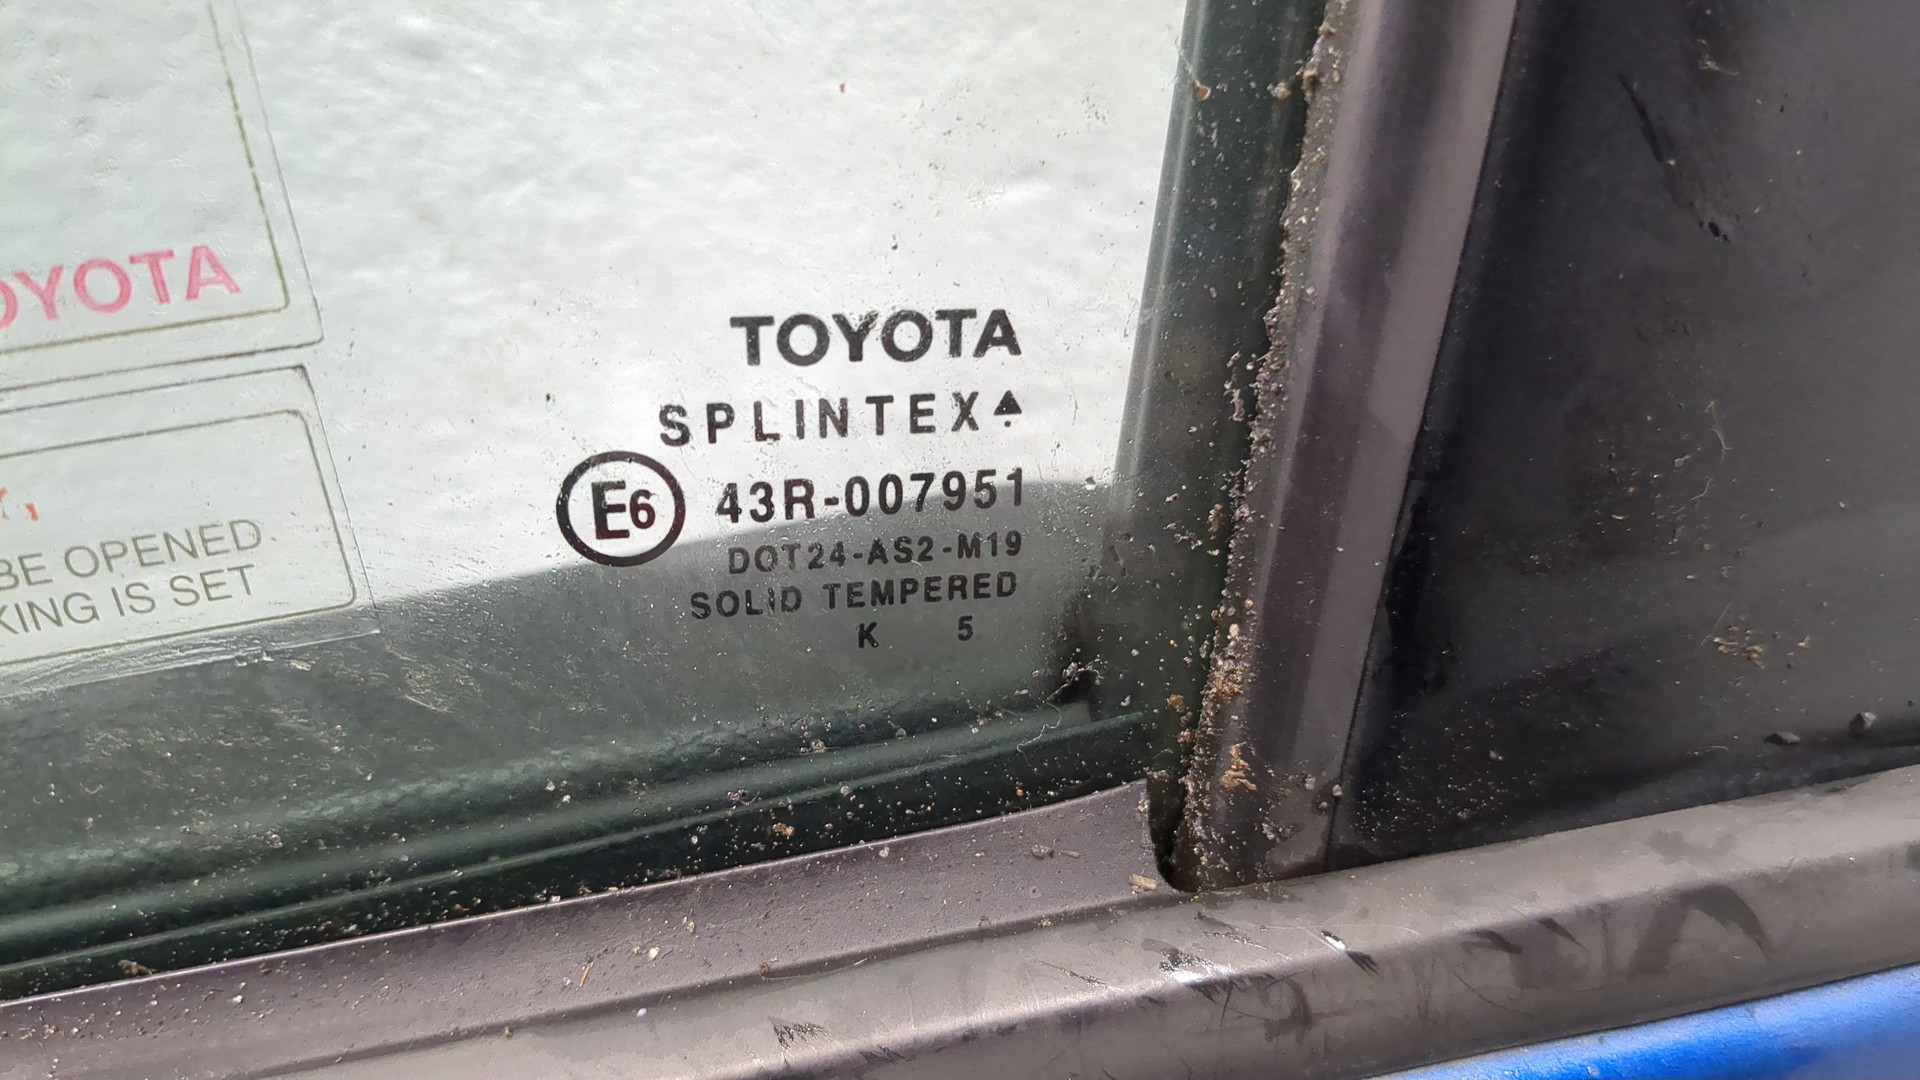 TOYOTA
SPLINTEX
E6 43R-007951
DOT24-AS2-M19
SOLID TEMPERED
K 5
OYOTA
BE OPENED
KING IS SET